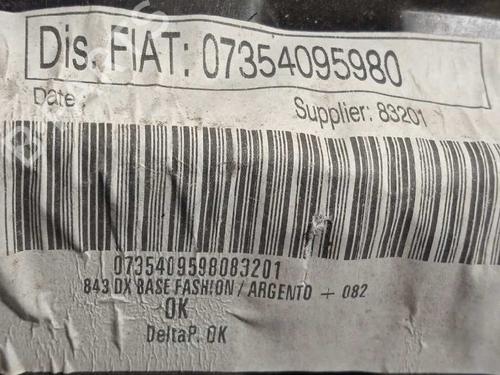 Dis. FIAT: 07354095980
Date :
Supplier: 83201
0735409598083201
843 DX BASE FASHION / ARGENTO + 082
OK
DeltaP. OK